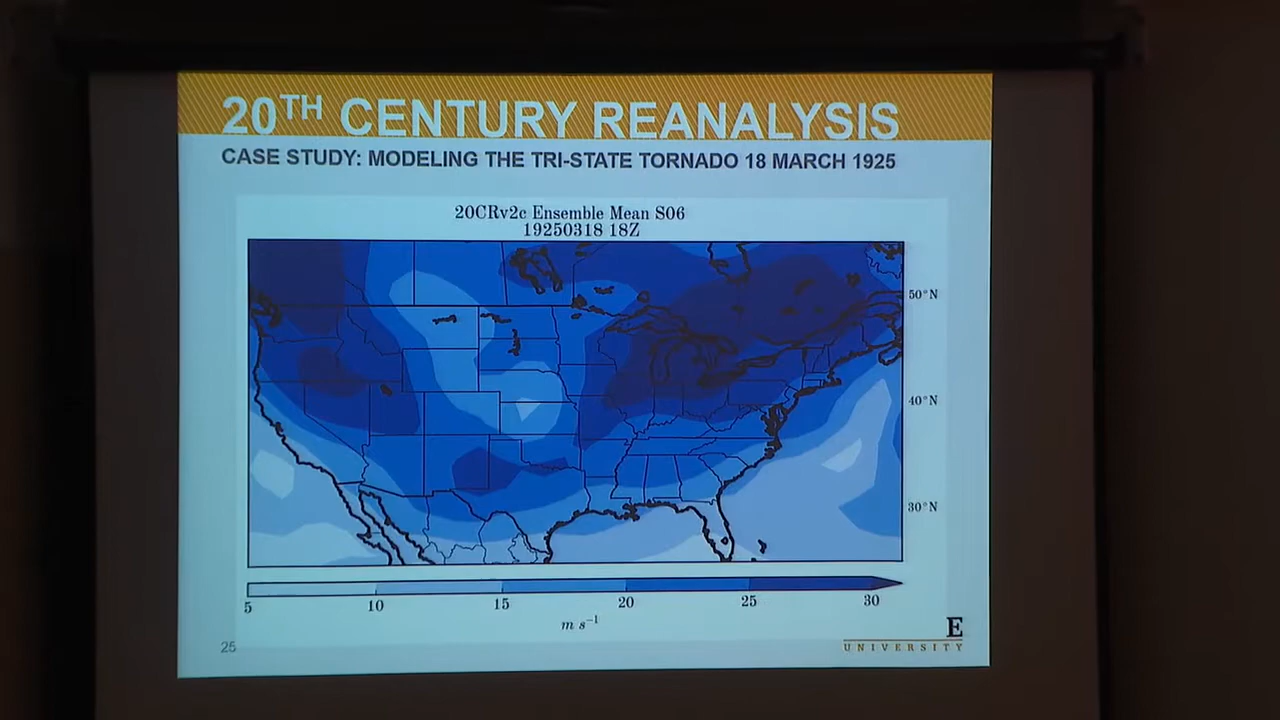 20TH CENTURY REANALYSIS
CASE STUDY: MODELING THE TRI-STATE TORNADO 18 MARCH 1925
20CRv2c Ensemble Mean S06
19250318 18Z
50°N
40°N
30°N
5 10 15 20 25 30
m s⁻¹
25
E
UNIVERSITY